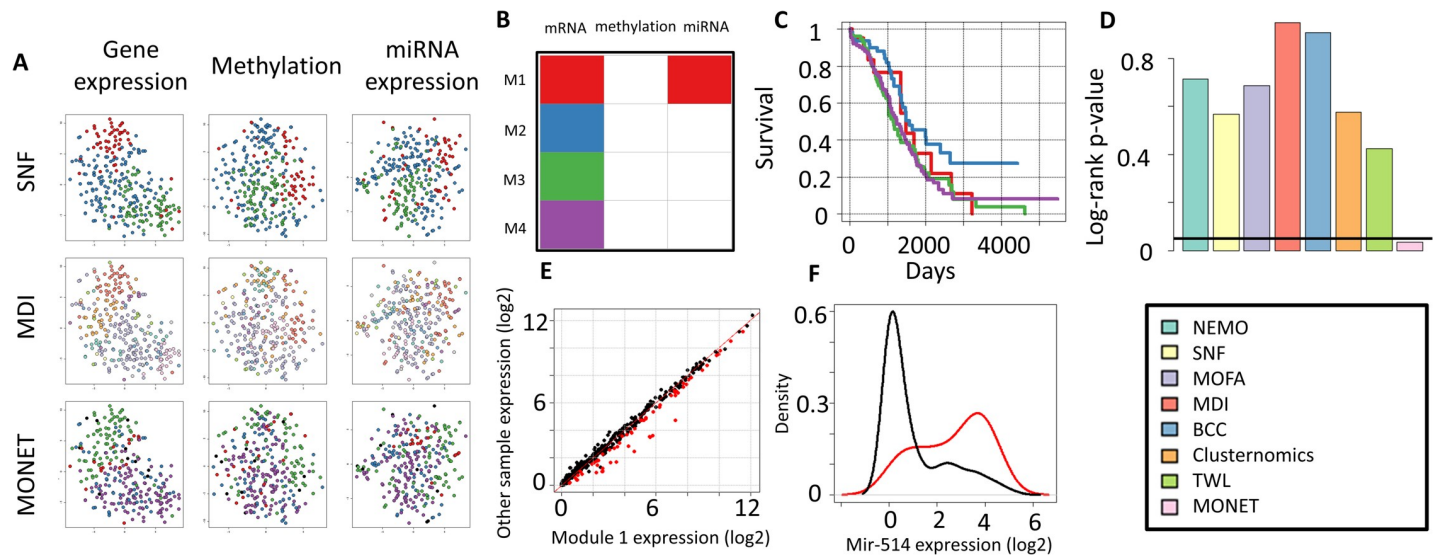 A
Gene
expression
Methylation
miRNA
expression
SNF
MDI
MONET
B
mRNA methylation miRNA
M1
M2
M3
M4
C
Survival
1
0.8
0.6
0.4
0.2
0
0 2000 4000
Days
D
Log-rank p-value
0.8
0.4
0
E
Other sample expression (log2)
12
6
0
0 6 12
Module 1 expression (log2)
F
Density
0.6
0.3
0
0 2 4 6
Mir-514 expression (log2)
NEMO
SNF
MOFA
MDI
BCC
Clusternomics
TWL
MONET